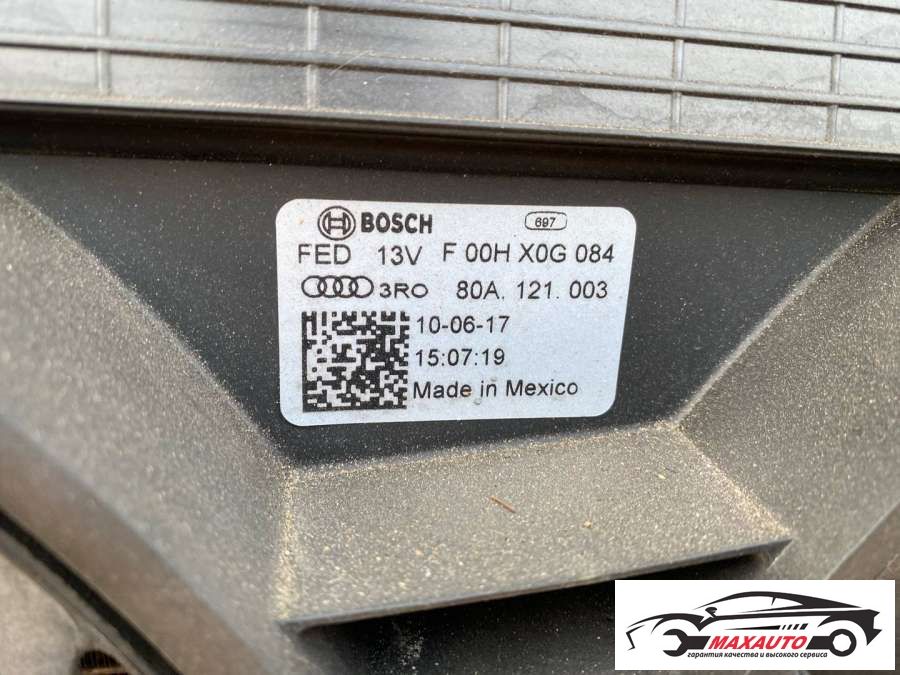 BOSCH 697
FED 13V F 00H X0G 084
3RO 80A. 121. 003
10-06-17
15:07:19
Made in Mexico
MAXAUTO
гарантия качества и высокого сервиса